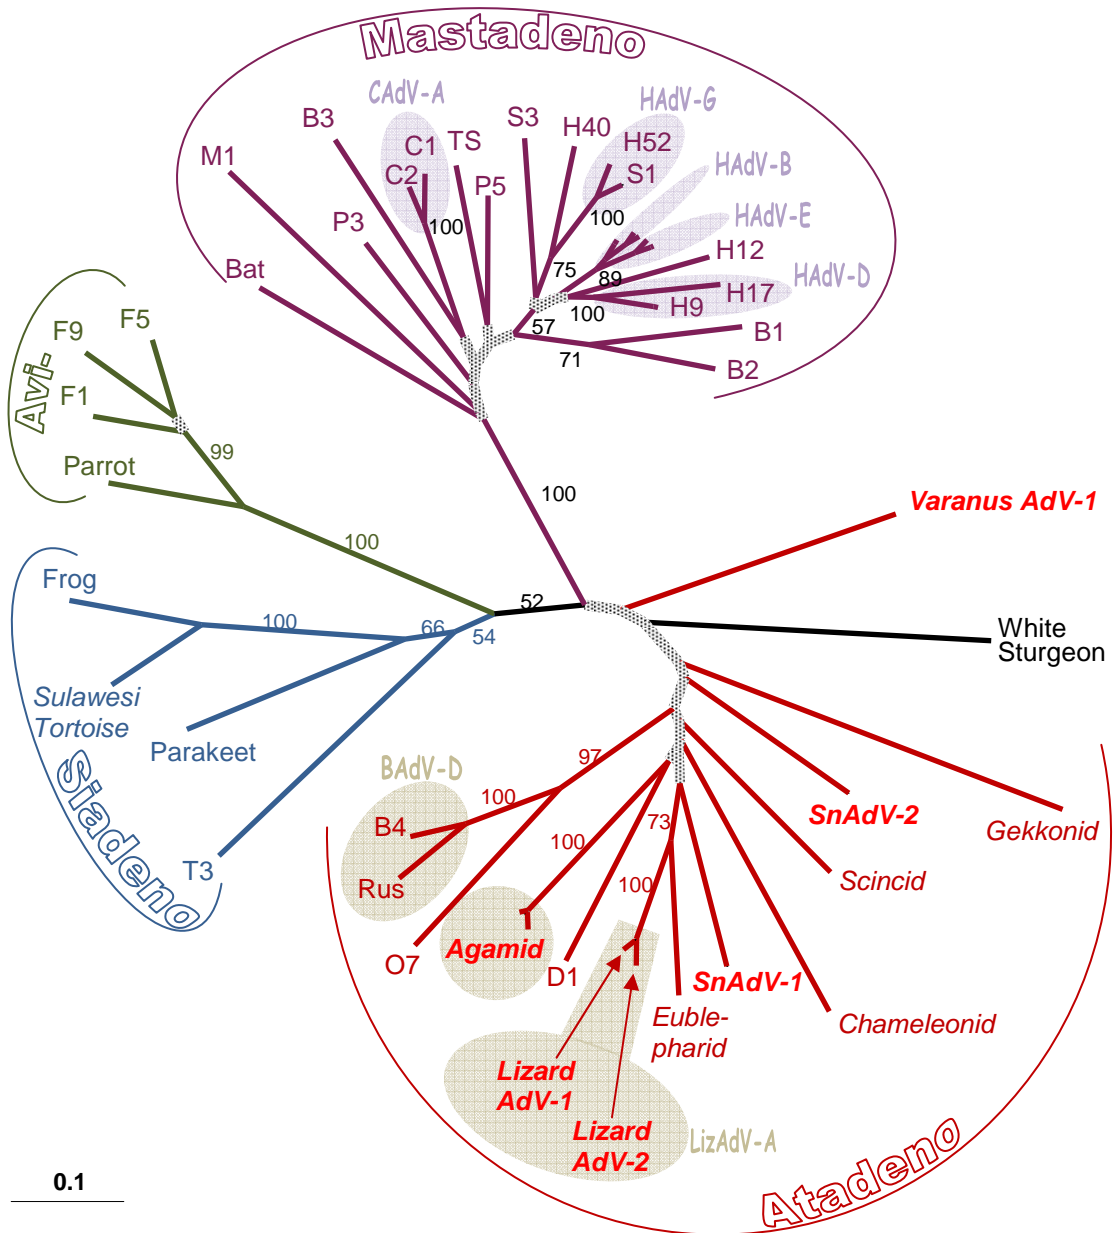 Mastadeno
CAdV-A
HAdV-G
B3
C1
TS
S3
H40
H52
HAdV-B
M1
C2
P5
S1
P3
100
100
HAdV-E
Bat
75
89
H12
HAdV-D
H17
100
H9
57
B1
71
B2
Avi-
F9
F5
F1
99
Parrot
100
100
Varanus AdV-1
Frog
52
100
66
54
White
Sturgeon
Sulawesi
Tortoise
Parakeet
Siadeno
T3
BAdV-D
97
100
B4
Rus
O7
100
Agamid
D1
73
100
SnAdV-2
Gekkonid
Scincid
SnAdV-1
Euble-
pharid
Chameleonid
Lizard
AdV-1
Lizard
AdV-2
LizAdV-A
Atadeno
0.1